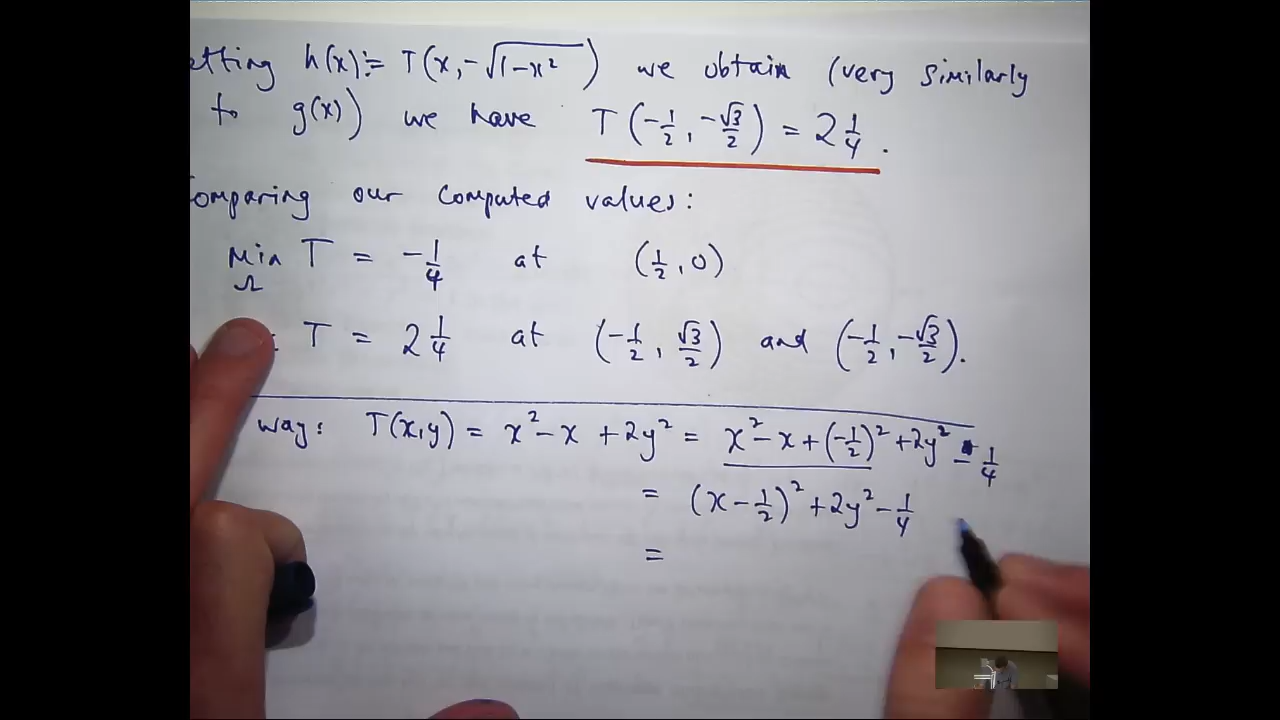 etting h(x):= T(x, -√(1-x²)) we obtain (very similarly
to g(x)) we have T(-1/2, -√3/2) = 2 1/4.
omparing our computed values:
Min T = -1/4 at (1/2, 0)
Ω
T = 2 1/4 at (-1/2, √3/2) and (-1/2, -√3/2).
way: T(x,y) = x² - x + 2y² = x² - x + (-1/2)² + 2y² - 1/4
= (x - 1/2)² + 2y² - 1/4
=